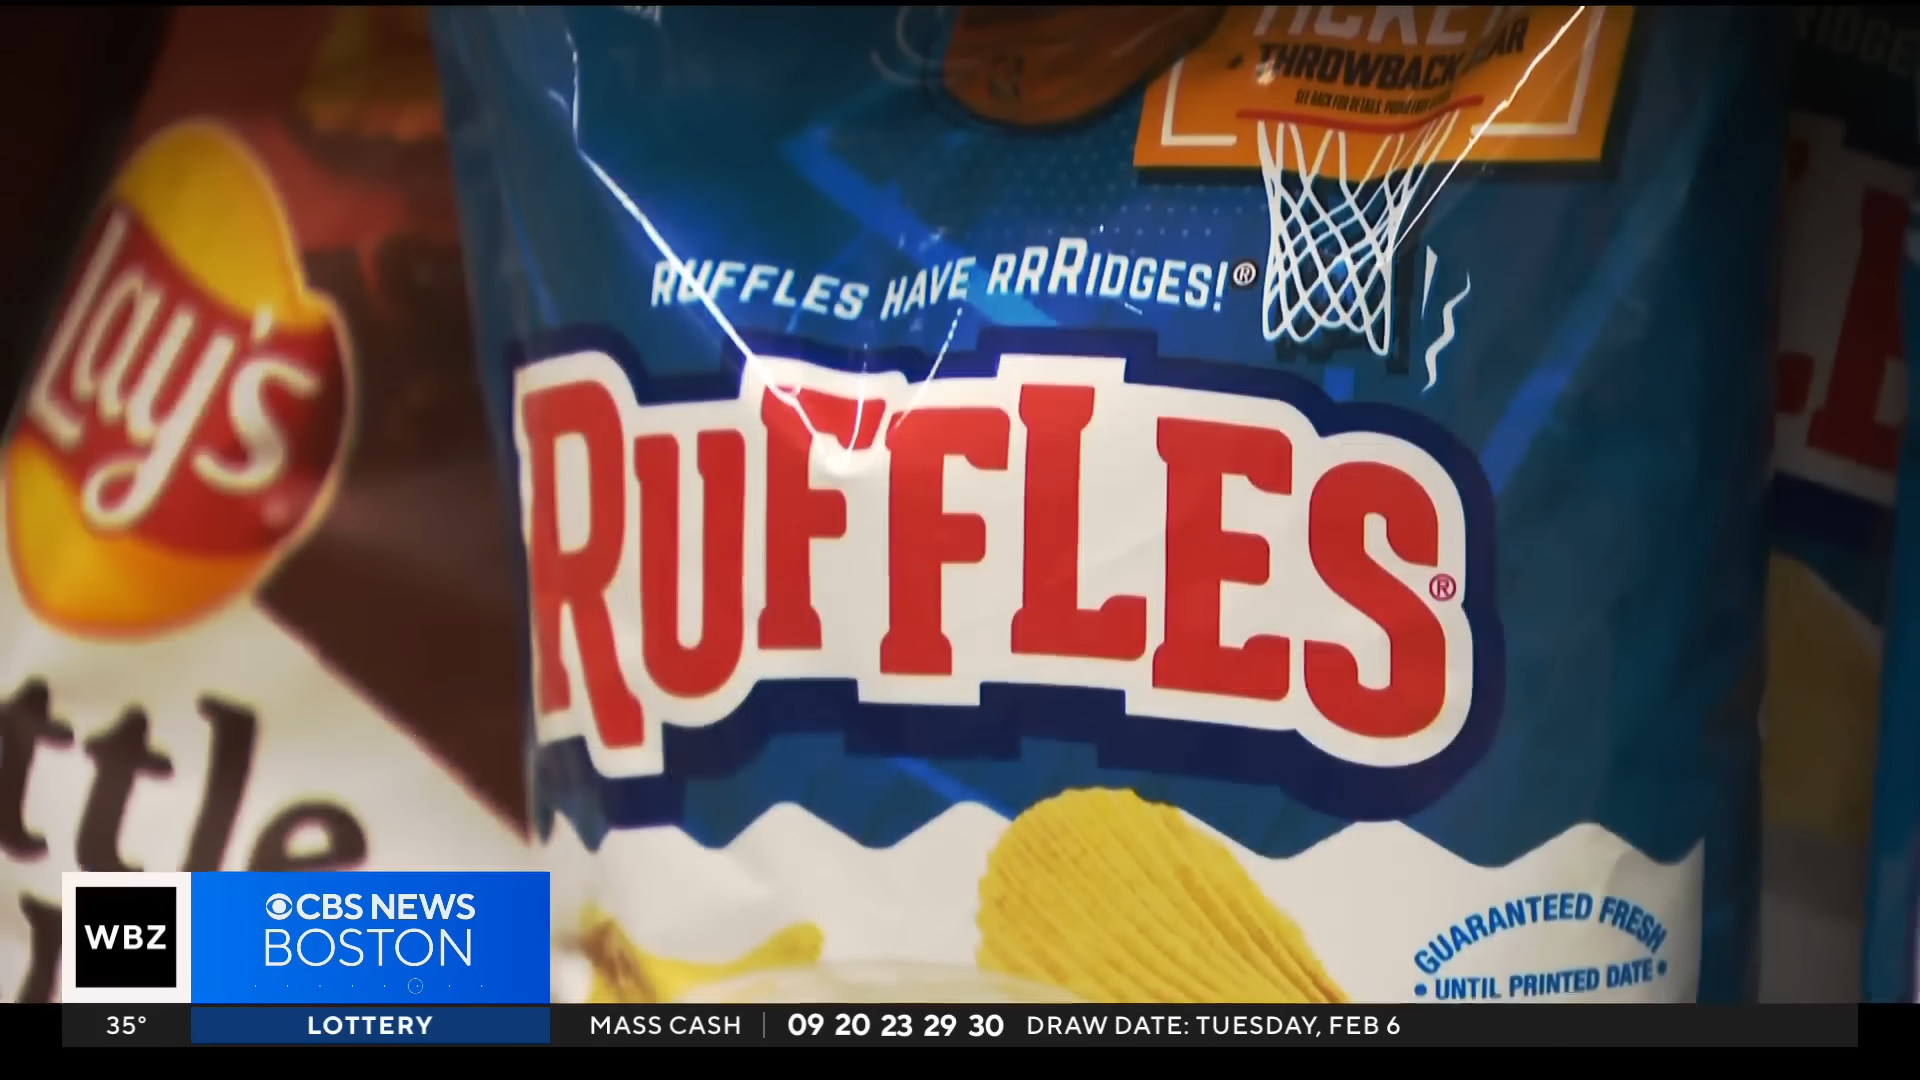 TICKET
THROWBACK
Lay's
RUFFLES HAVE RRRIDGES!®
RUFFLES®
ttle
GUARANTEED FRESH
• UNTIL PRINTED DATE •
WBZ
CBS NEWS
BOSTON
35°
LOTTERY
MASS CASH | 09 20 23 29 30 DRAW DATE: TUESDAY, FEB 6